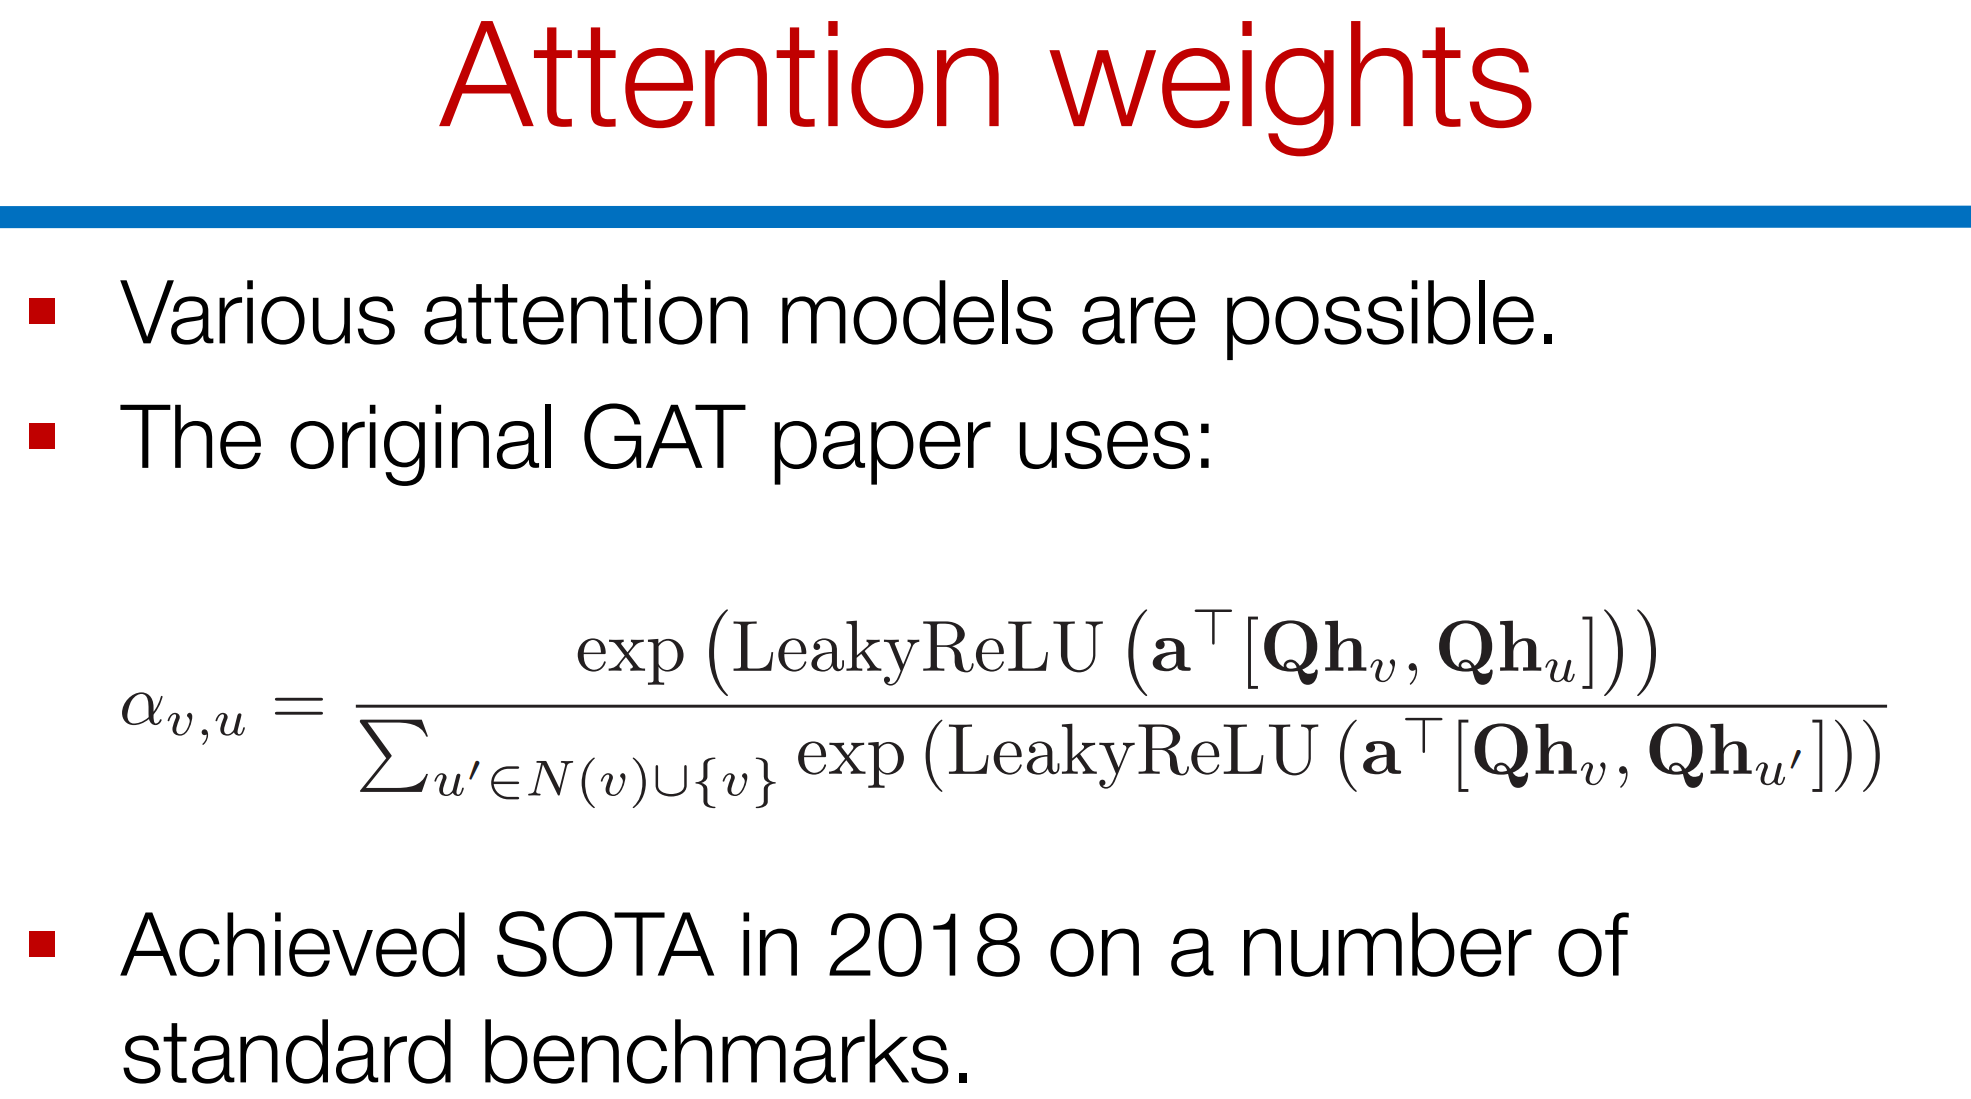 Attention weights
▪ Various attention models are possible.
▪ The original GAT paper uses:
α_{v,u} = \frac{exp (LeakyReLU (a^⊤[Qh_v, Qh_u]))}{∑_{u′∈N(v)∪{v}} exp (LeakyReLU (a^⊤[Qh_v, Qh_{u′}]))}
▪ Achieved SOTA in 2018 on a number of
standard benchmarks.